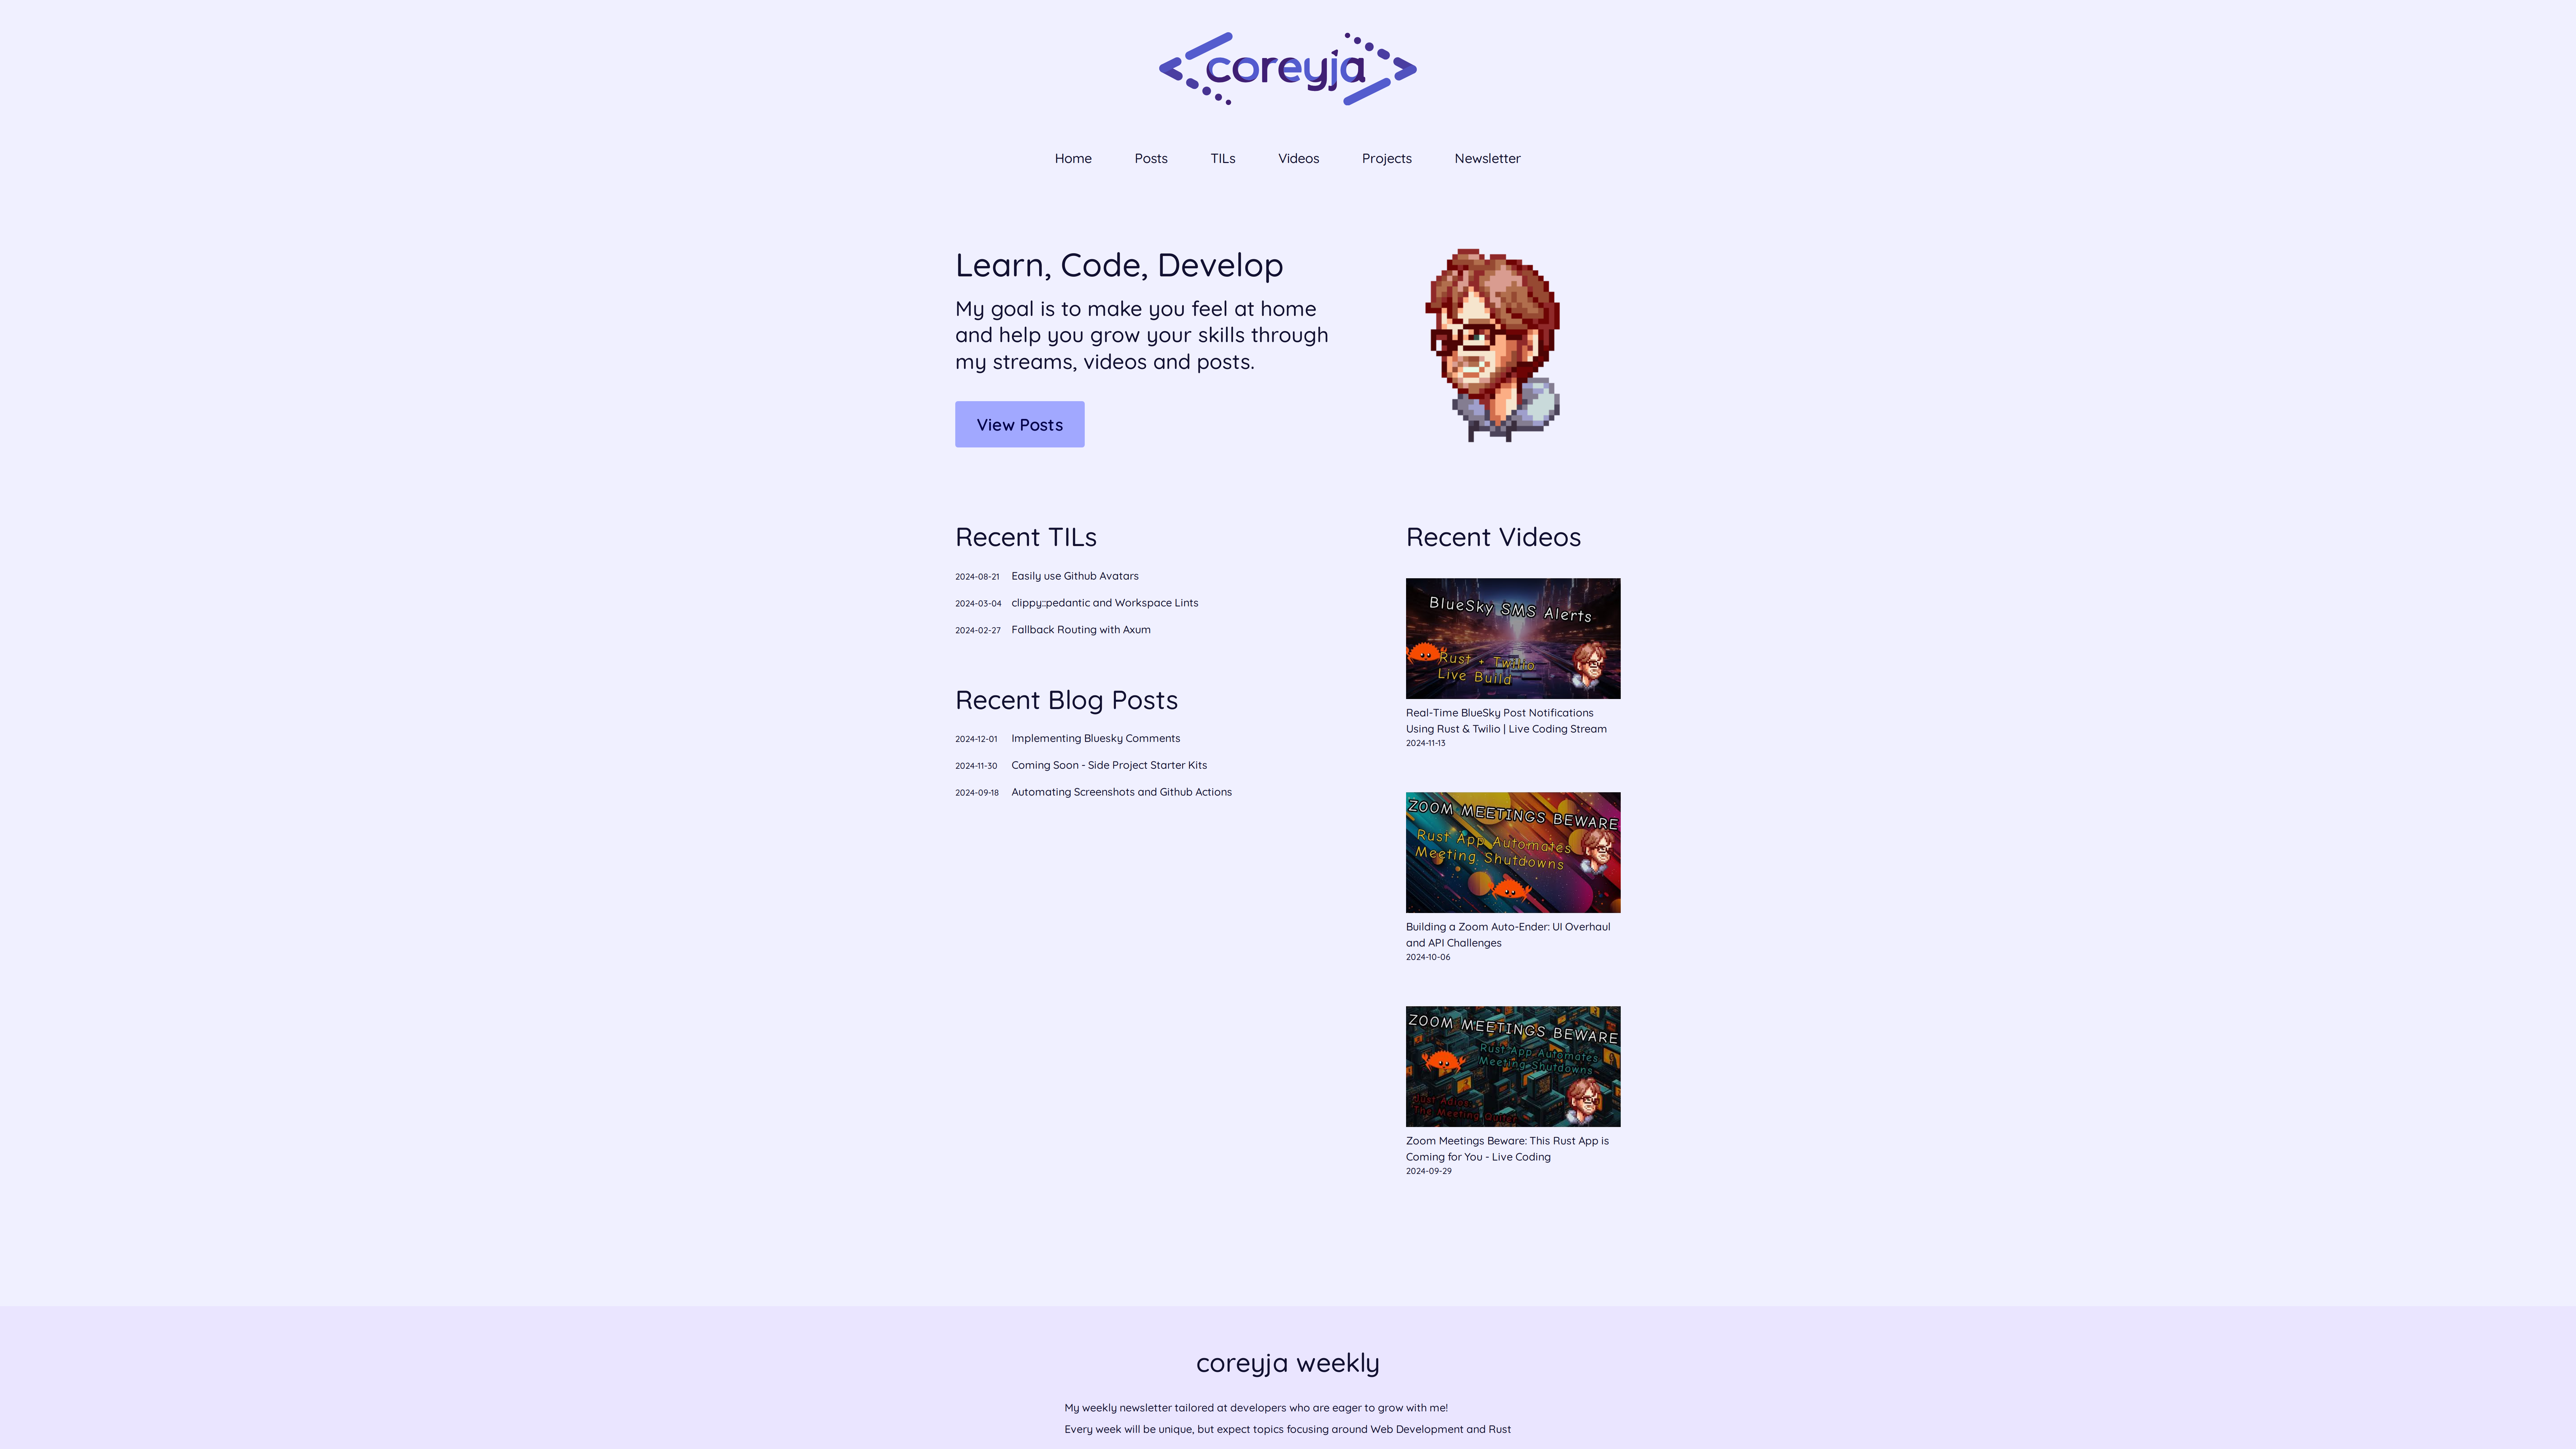 coreyja
Home Posts TILs Videos Projects Newsletter
Learn, Code, Develop
My goal is to make you feel at home
and help you grow your skills through
my streams, videos and posts.
View Posts
Recent TILs
2024-08-21 Easily use Github Avatars
2024-03-04 clippy::pedantic and Workspace Lints
2024-02-27 Fallback Routing with Axum
Recent Blog Posts
2024-12-01 Implementing Bluesky Comments
2024-11-30 Coming Soon - Side Project Starter Kits
2024-09-18 Automating Screenshots and Github Actions
Recent Videos
BlueSky SMS Alerts
Rust + Twilio
Live Build
Real-Time BlueSky Post Notifications
Using Rust & Twilio | Live Coding Stream
2024-11-13
ZOOM MEETINGS BEWARE
Rust App Automates
Meeting Shutdowns
Building a Zoom Auto-Ender: UI Overhaul
and API Challenges
2024-10-06
ZOOM MEETINGS BEWARE
Rust App Automates
Meeting Shutdowns
The Meeting
Zoom Meetings Beware: This Rust App is
Coming for You - Live Coding
2024-09-29
coreyja weekly
My weekly newsletter tailored at developers who are eager to grow with me!
Every week will be unique, but expect topics focusing around Web Development and Rust